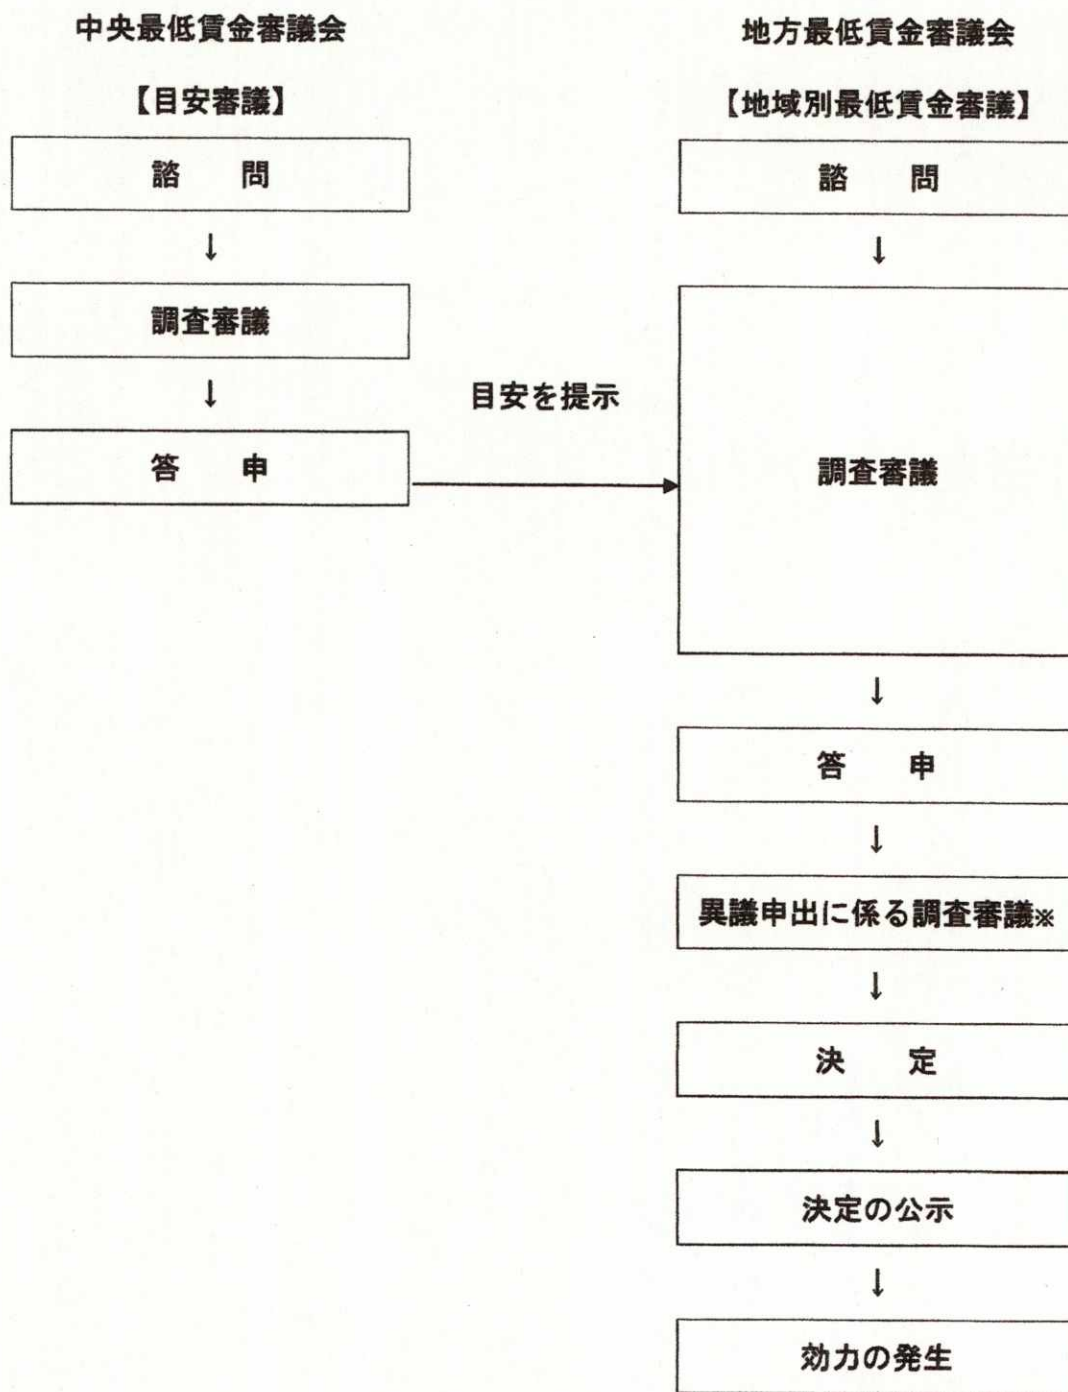 中央最低賃金審議会
【目安審議】
諮 問
↓
調査審議
↓
答 申
目安を提示
地方最低賃金審議会
【地域別最低賃金審議】
諮 問
↓
調査審議
↓
答 申
↓
異議申出に係る調査審議※
↓
決 定
↓
決定の公示
↓
効力の発生